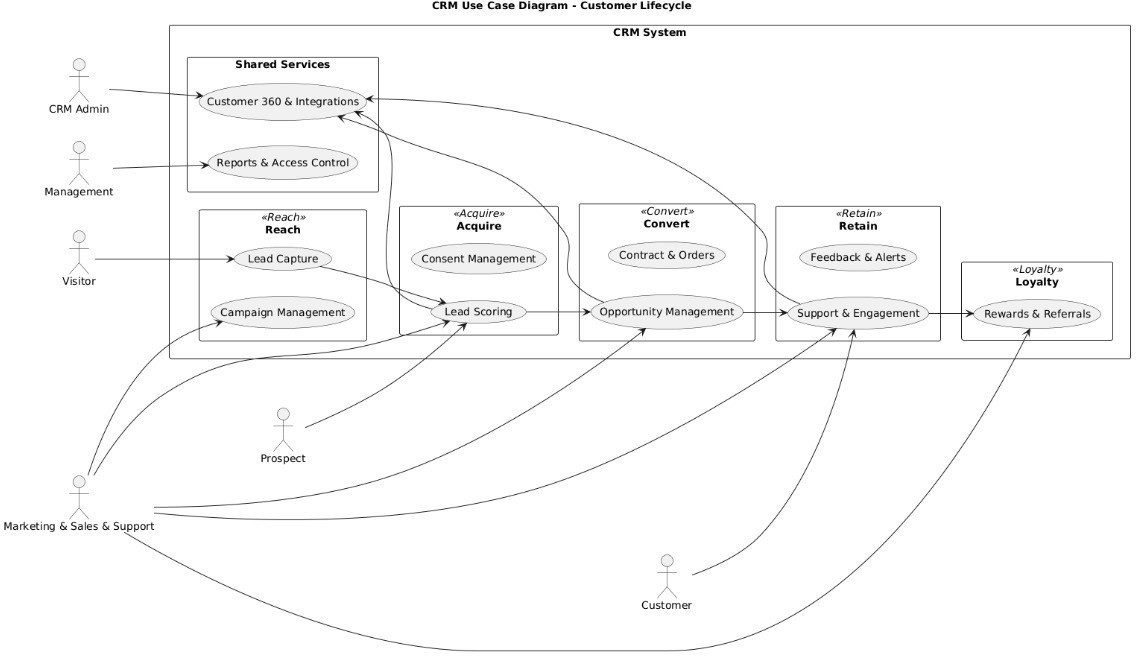 CRM Use Case Diagram - Customer Lifecycle
CRM System
Shared Services
Customer 360 & Integrations
Reports & Access Control
CRM Admin
Management
Visitor
«Reach»
Reach
Lead Capture
Campaign Management
«Acquire»
Acquire
Consent Management
Lead Scoring
«Convert»
Convert
Contract & Orders
Opportunity Management
«Retain»
Retain
Feedback & Alerts
Support & Engagement
«Loyalty»
Loyalty
Rewards & Referrals
Prospect
Marketing & Sales & Support
Customer